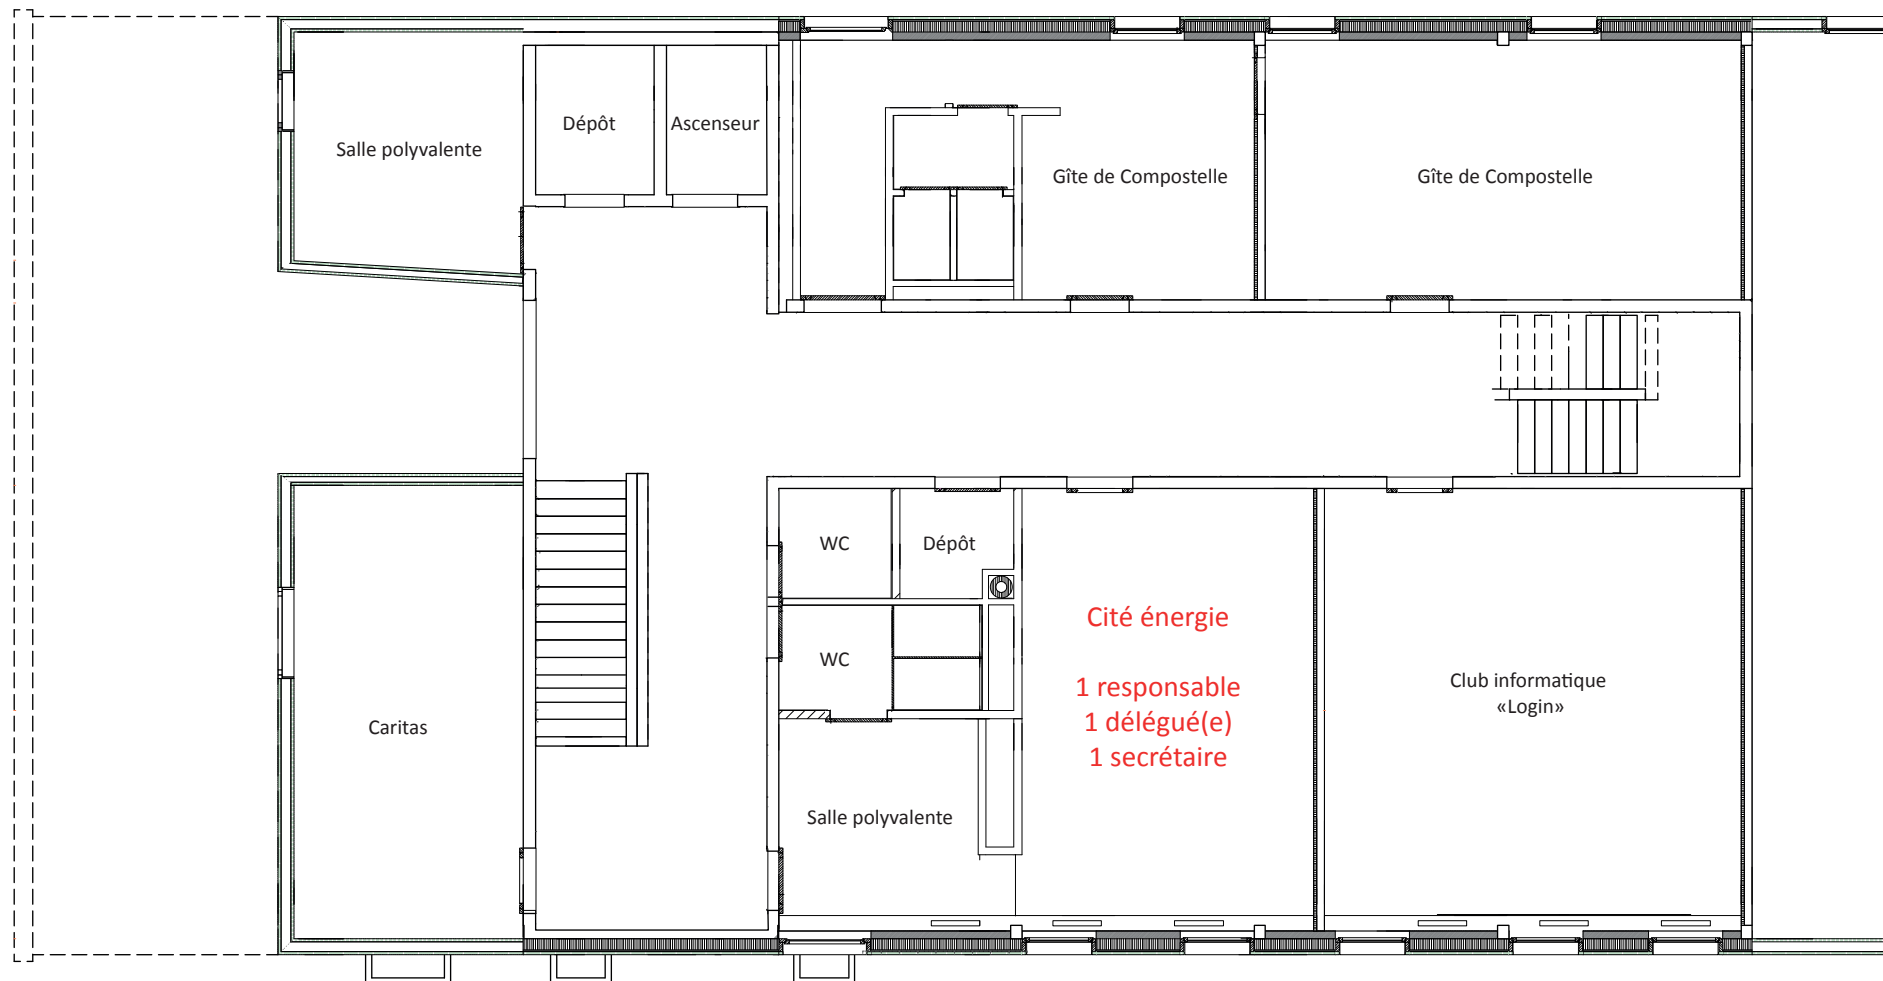 Dépôt
Ascenseur
Salle polyvalente
Gîte de Compostelle
Gîte de Compostelle
WC
Dépôt
Cité énergie
WC
1 responsable
1 délégué(e)
1 secrétaire
Club informatique
«Login»
Caritas
Salle polyvalente